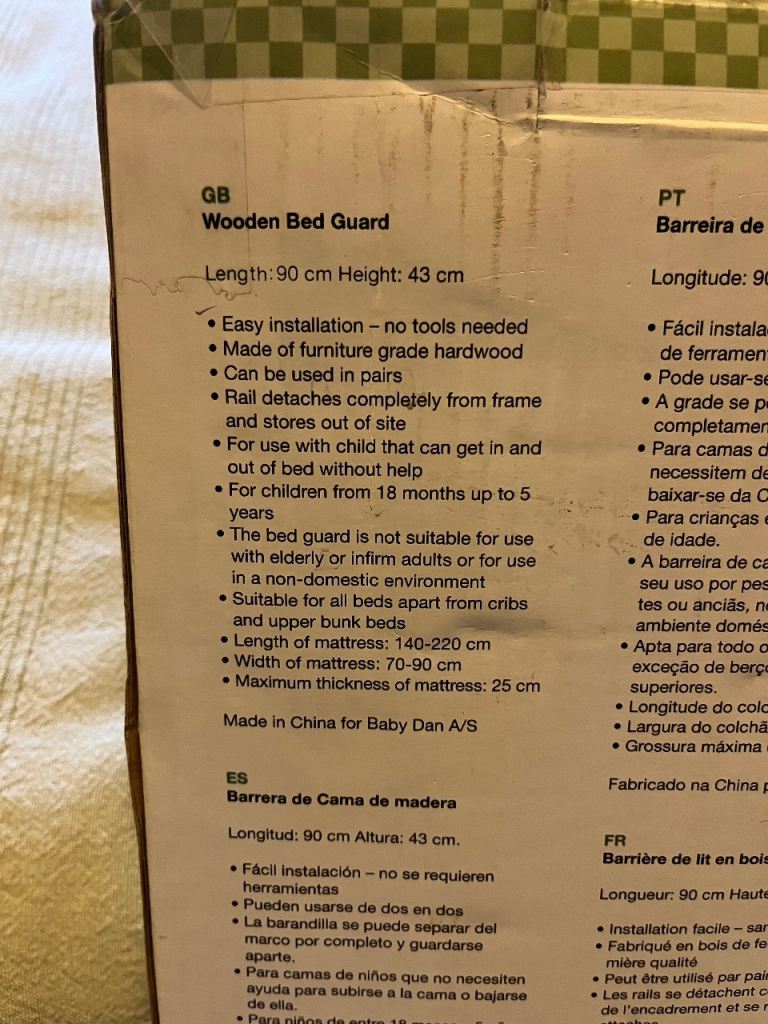 GB
Wooden Bed Guard
Length: 90 cm Height: 43 cm
• Easy installation – no tools needed
• Made of furniture grade hardwood
• Can be used in pairs
• Rail detaches completely from frame
and stores out of site
• For use with child that can get in and
out of bed without help
• For children from 18 months up to 5
years
• The bed guard is not suitable for use
with elderly or infirm adults or for use
in a non-domestic environment
• Suitable for all beds apart from cribs
and upper bunk beds
• Length of mattress: 140-220 cm
• Width of mattress: 70-90 cm
• Maximum thickness of mattress: 25 cm
Made in China for Baby Dan A/S
ES
Barrera de Cama de madera
Longitud: 90 cm Altura: 43 cm.
• Fácil instalación – no se requieren
herramientas
• Pueden usarse de dos en dos
• La barandilla se puede separar del
marco por completo y guardarse
aparte.
• Para camas de niños que no necesiten
ayuda para subirse a la cama o bajarse
de ella.
• Para niños de entre 18
PT
Barreira de
Longitude: 90
• Fácil instala
de ferramen
• Pode usar-se
• A grade se p
completamen
• Para camas d
necessitem de
baixar-se da C
• Para crianças e
de idade.
• A barreira de ca
seu uso por pes
tes ou anciãs, ne
ambiente domés
• Apta para todo o
exceção de berço
superiores.
• Longitude do colc
• Largura do colchã
• Grossura máxima
Fabricado na China p
FR
Barrière de lit en bois
Longueur: 90 cm Haute
• Installation facile – san
• Fabriqué en bois de fe
mière qualité
• Peut être utilisé par pair
• Les rails se détachent c
de l'encadrement et se r